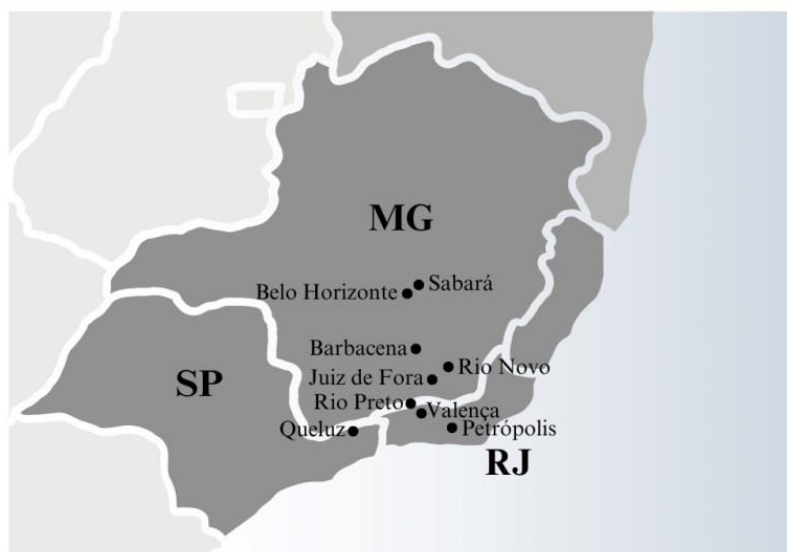 MG
Sabará
Belo Horizonte
Barbacena
Rio Novo
SP
Juiz de Fora
Rio Preto
Valença
Queluz
Petrópolis
RJ